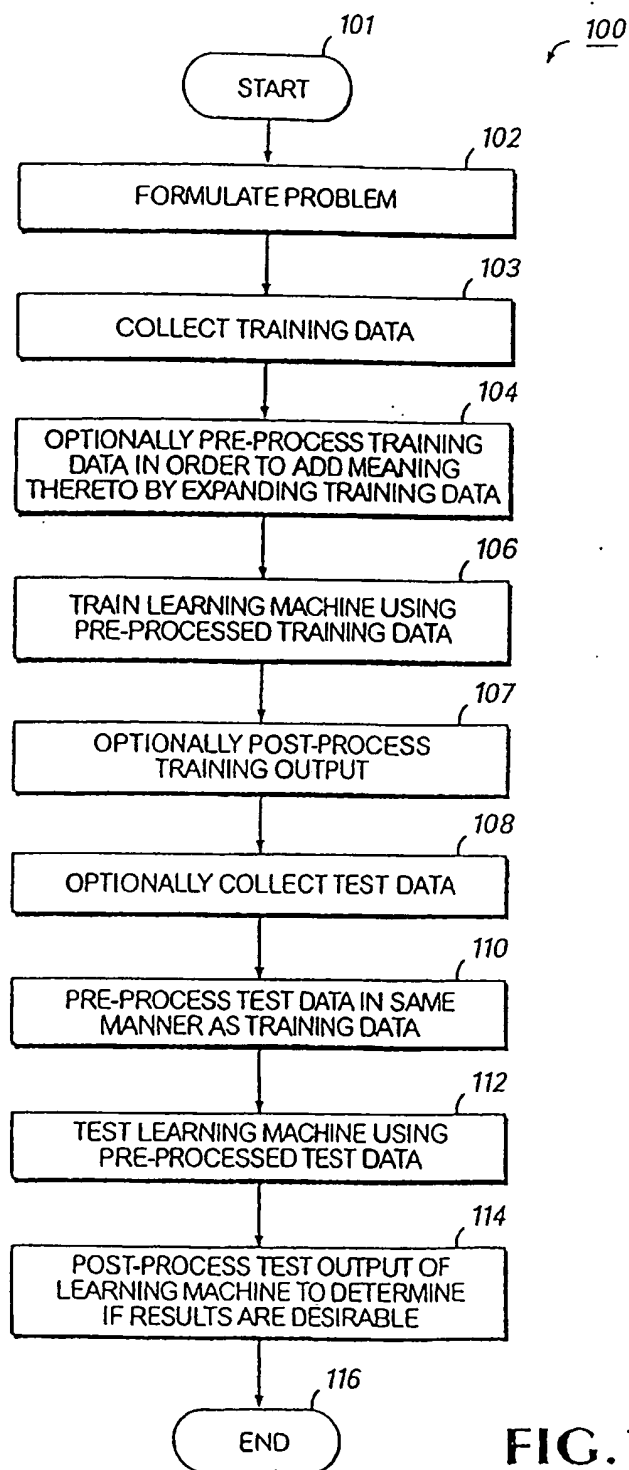 101
100
START
102
FORMULATE PROBLEM
103
COLLECT TRAINING DATA
104
OPTIONALLY PRE-PROCESS TRAINING
DATA IN ORDER TO ADD MEANING
THERETO BY EXPANDING TRAINING DATA
106
TRAIN LEARNING MACHINE USING
PRE-PROCESSED TRAINING DATA
107
OPTIONALLY POST-PROCESS
TRAINING OUTPUT
108
OPTIONALLY COLLECT TEST DATA
110
PRE-PROCESS TEST DATA IN SAME
MANNER AS TRAINING DATA
112
TEST LEARNING MACHINE USING
PRE-PROCESSED TEST DATA
114
POST-PROCESS TEST OUTPUT OF
LEARNING MACHINE TO DETERMINE
IF RESULTS ARE DESIRABLE
116
END
FIG.